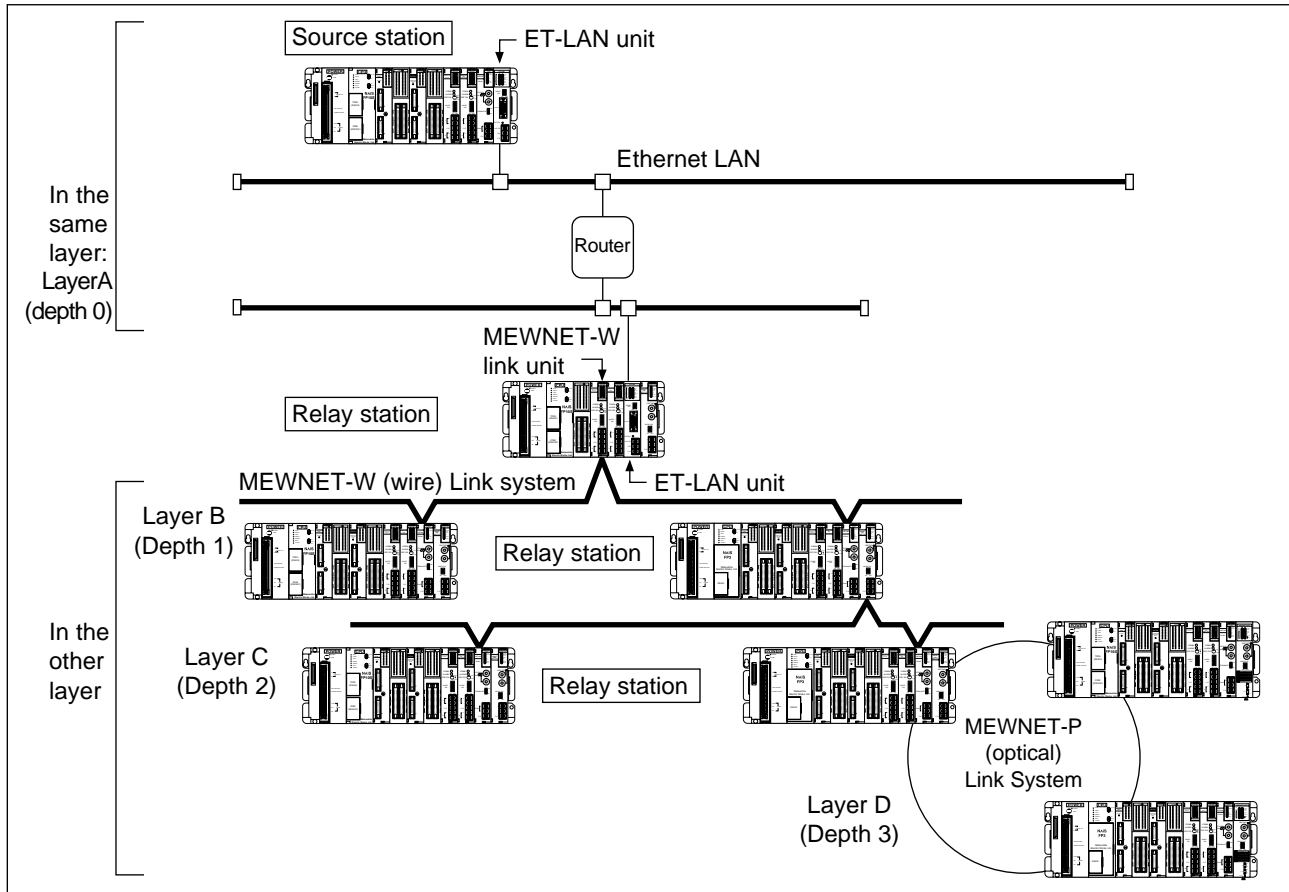 Source station
ET-LAN unit
Ethernet LAN
In the
same
layer:
LayerA
(depth 0)
Router
MEWNET-W
link unit
Relay station
MEWNET-W (wire) Link system
ET-LAN unit
Layer B
(Depth 1)
Relay station
In the
other
layer
Layer C
(Depth 2)
Relay station
MEWNET-P
(optical)
Link System
Layer D
(Depth 3)